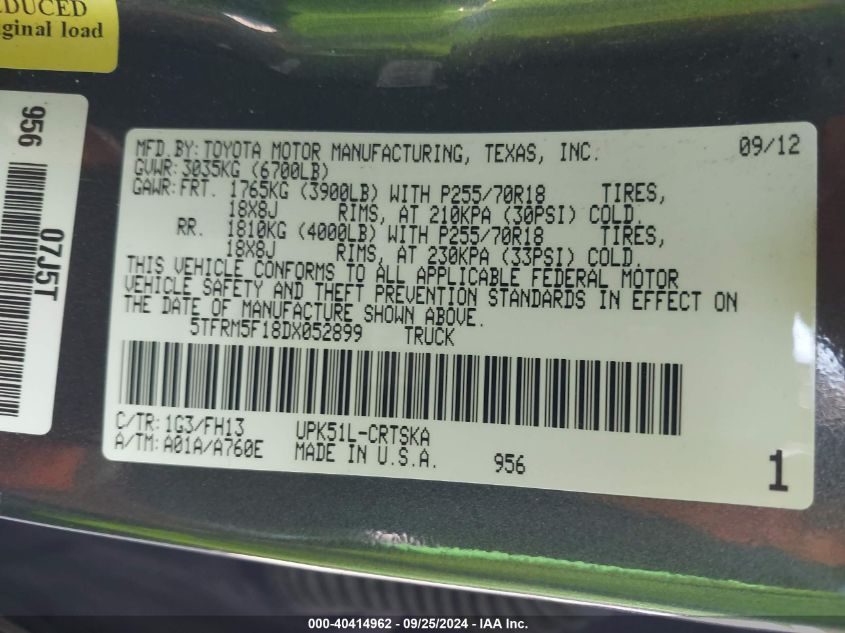 EDUCED
iginal load
956
07J5T
MFD.BY:TOYOTA MOTOR MANUFACTURING, TEXAS, INC. 09/12
GVWR:3035KG (6700LB)
GAWR:FRT. 1765KG (3900LB) WITH P255/70R18 TIRES,
18X8J RIMS, AT 210KPA (30PSI) COLD.
RR. 1810KG (4000LB) WITH P255/70R18 TIRES,
18X8J RIMS, AT 230KPA (33PSI) COLD.
THIS VEHICLE CONFORMS TO ALL APPLICABLE FEDERAL MOTOR
VEHICLE SAFETY AND THEFT PREVENTION STANDARDS IN EFFECT ON
THE DATE OF MANUFACTURE SHOWN ABOVE.
5TFRM5F18DX052899 TRUCK
C/TR:1G3/FH13 UPK51L-CRTSKA
A/TM:A01A/A760E MADE IN U.S.A. 956 1
000-40414962 - 09/25/2024 - IAA Inc.